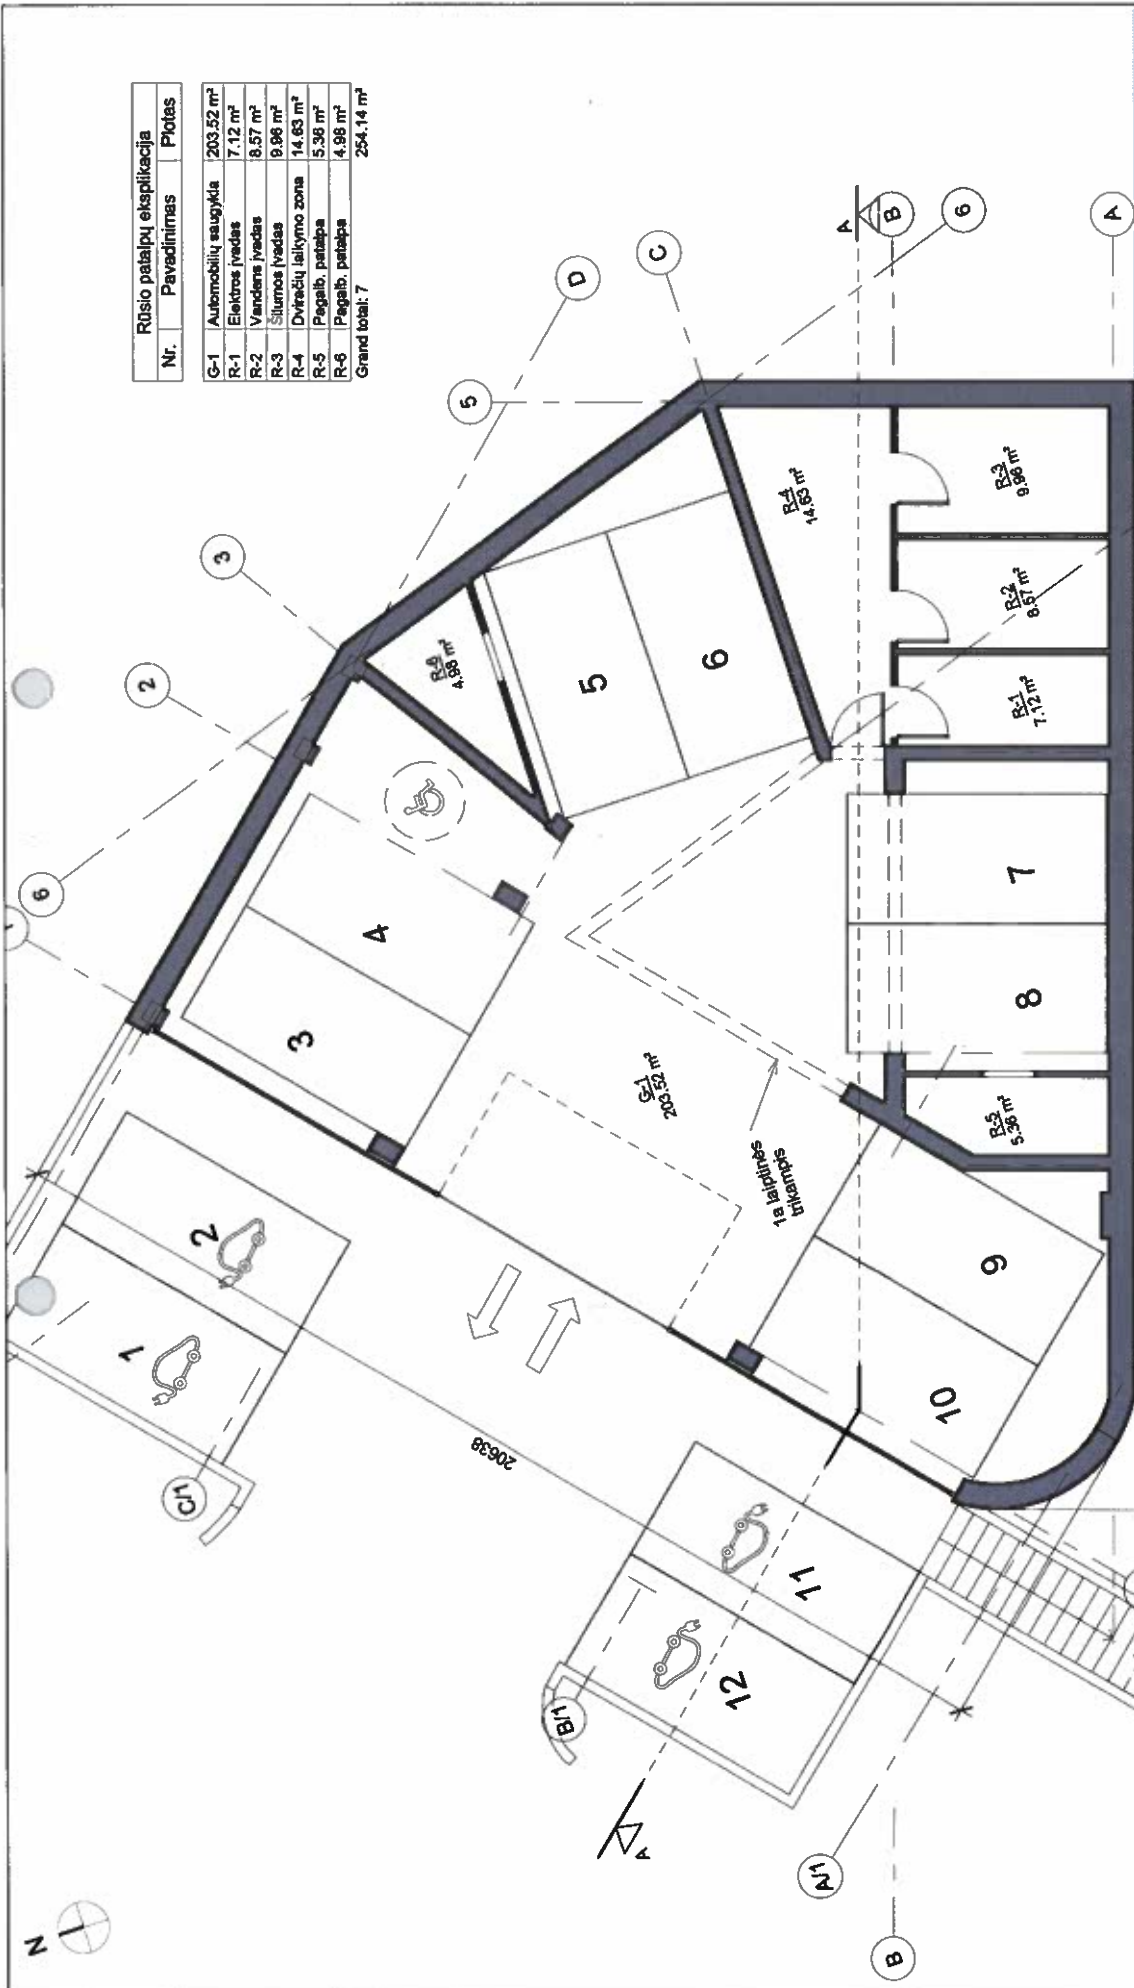 Rūsio patalpų eksplikacija
Nr. Pavadinimas Plotas
G-1 Automobilių saugykla 203.52 m²
R-1 Elektros įvadas 7.12 m²
R-2 Vandens įvadas 8.57 m²
R-3 Šilumos įvadas 9.96 m²
R-4 Dviračių laikymo zona 14.63 m²
R-5 Pagalb. patalpa 5.36 m²
R-6 Pagalb. patalpa 4.98 m²
Grand total: 7 254.14 m²
N
6
2
3
5
D
C
A
B
6
A
1
2
3
4
5
6
7
8
9
10
11
12
R-6
4.98 m²
R-4
14.63 m²
R-3
9.96 m²
R-2
8.57 m²
R-1
7.12 m²
R-5
5.36 m²
G-1
203.52 m²
1a laiptinės
trikampis
20638
C/1
B/1
A/1
A
B